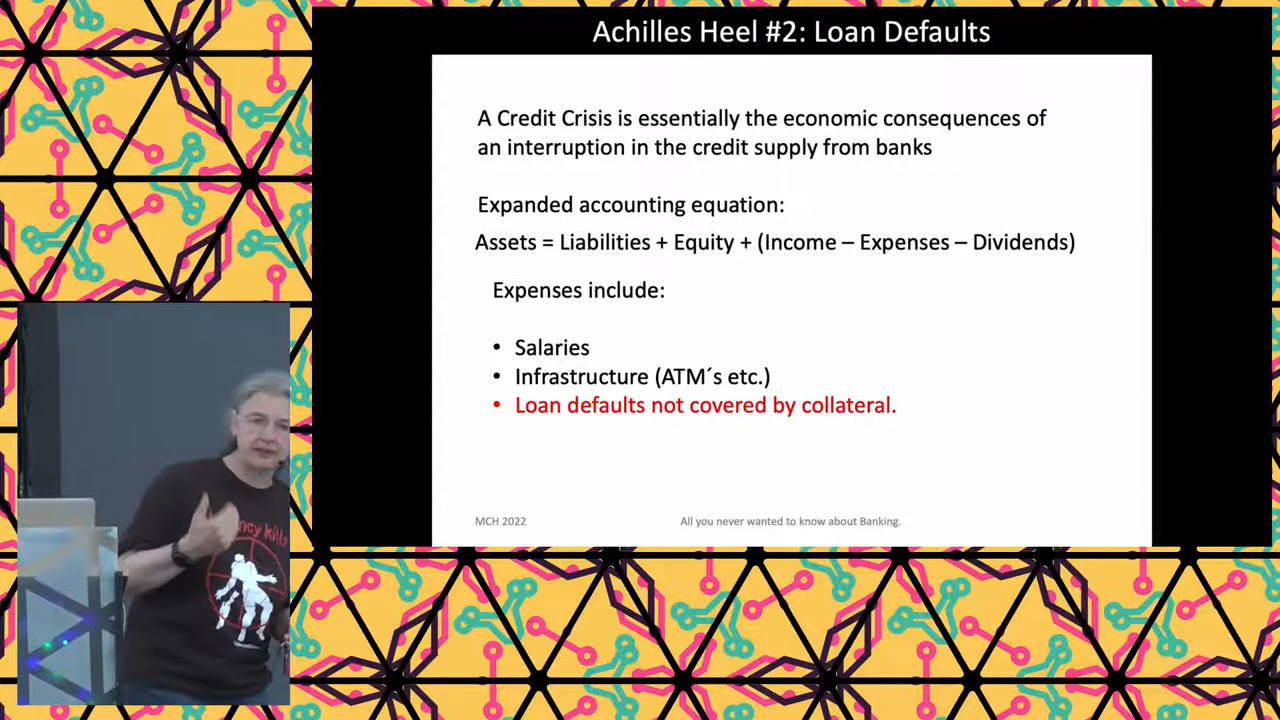 Achilles Heel #2: Loan Defaults
A Credit Crisis is essentially the economic consequences of
an interruption in the credit supply from banks
Expanded accounting equation:
Assets = Liabilities + Equity + (Income – Expenses – Dividends)
Expenses include:
• Salaries
• Infrastructure (ATM´s etc.)
• Loan defaults not covered by collateral.
MCH 2022
All you never wanted to know about Banking.